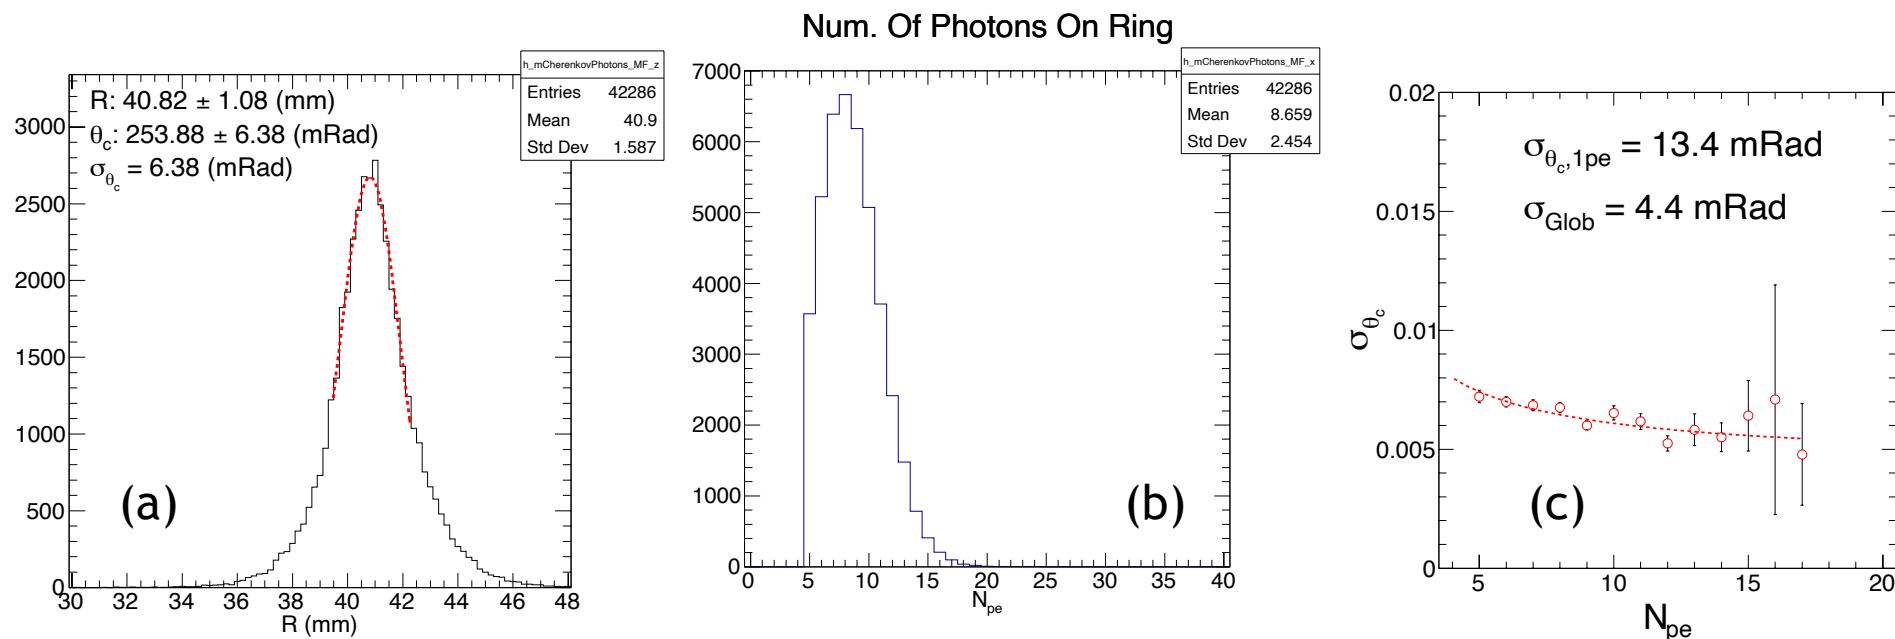 Num. Of Photons On Ring
h_mCherenkovPhotons_MF_z
Entries 42286
Mean 40.9
Std Dev 1.587
R: 40.82 ± 1.08 (mm)
θc: 253.88 ± 6.38 (mRad)
σθc = 6.38 (mRad)
3000
2500
2000
1500
1000
500
0
30 32 34 36 38 40 42 44 46 48
R (mm)
(a)
h_mCherenkovPhotons_MF_x
Entries 42286
Mean 8.659
Std Dev 2.454
7000
6000
5000
4000
3000
2000
1000
0
0 5 10 15 20 25 30 35 40
Npe
(b)
σθc,1pe = 13.4 mRad
σGlob = 4.4 mRad
0.02
0.015
0.01
0.005
0
σθc
5 10 15 20
Npe
(c)